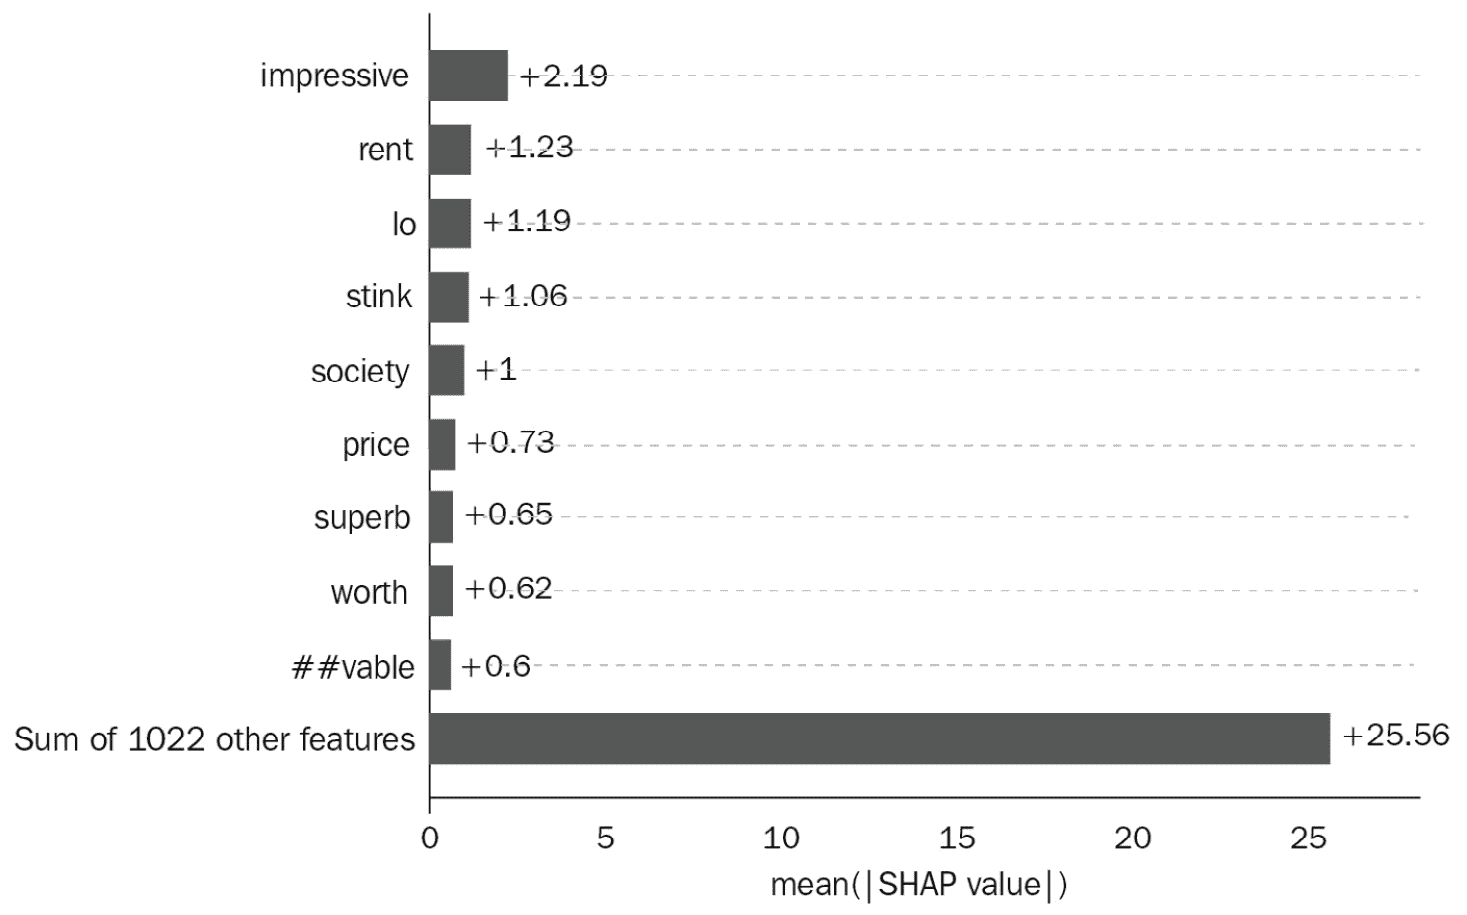 impressive +2.19
rent +1.23
lo +1.19
stink +1.06
society +1
price +0.73
superb +0.65
worth +0.62
##vable +0.6
Sum of 1022 other features +25.56
0 5 10 15 20 25
mean(|SHAP value|)